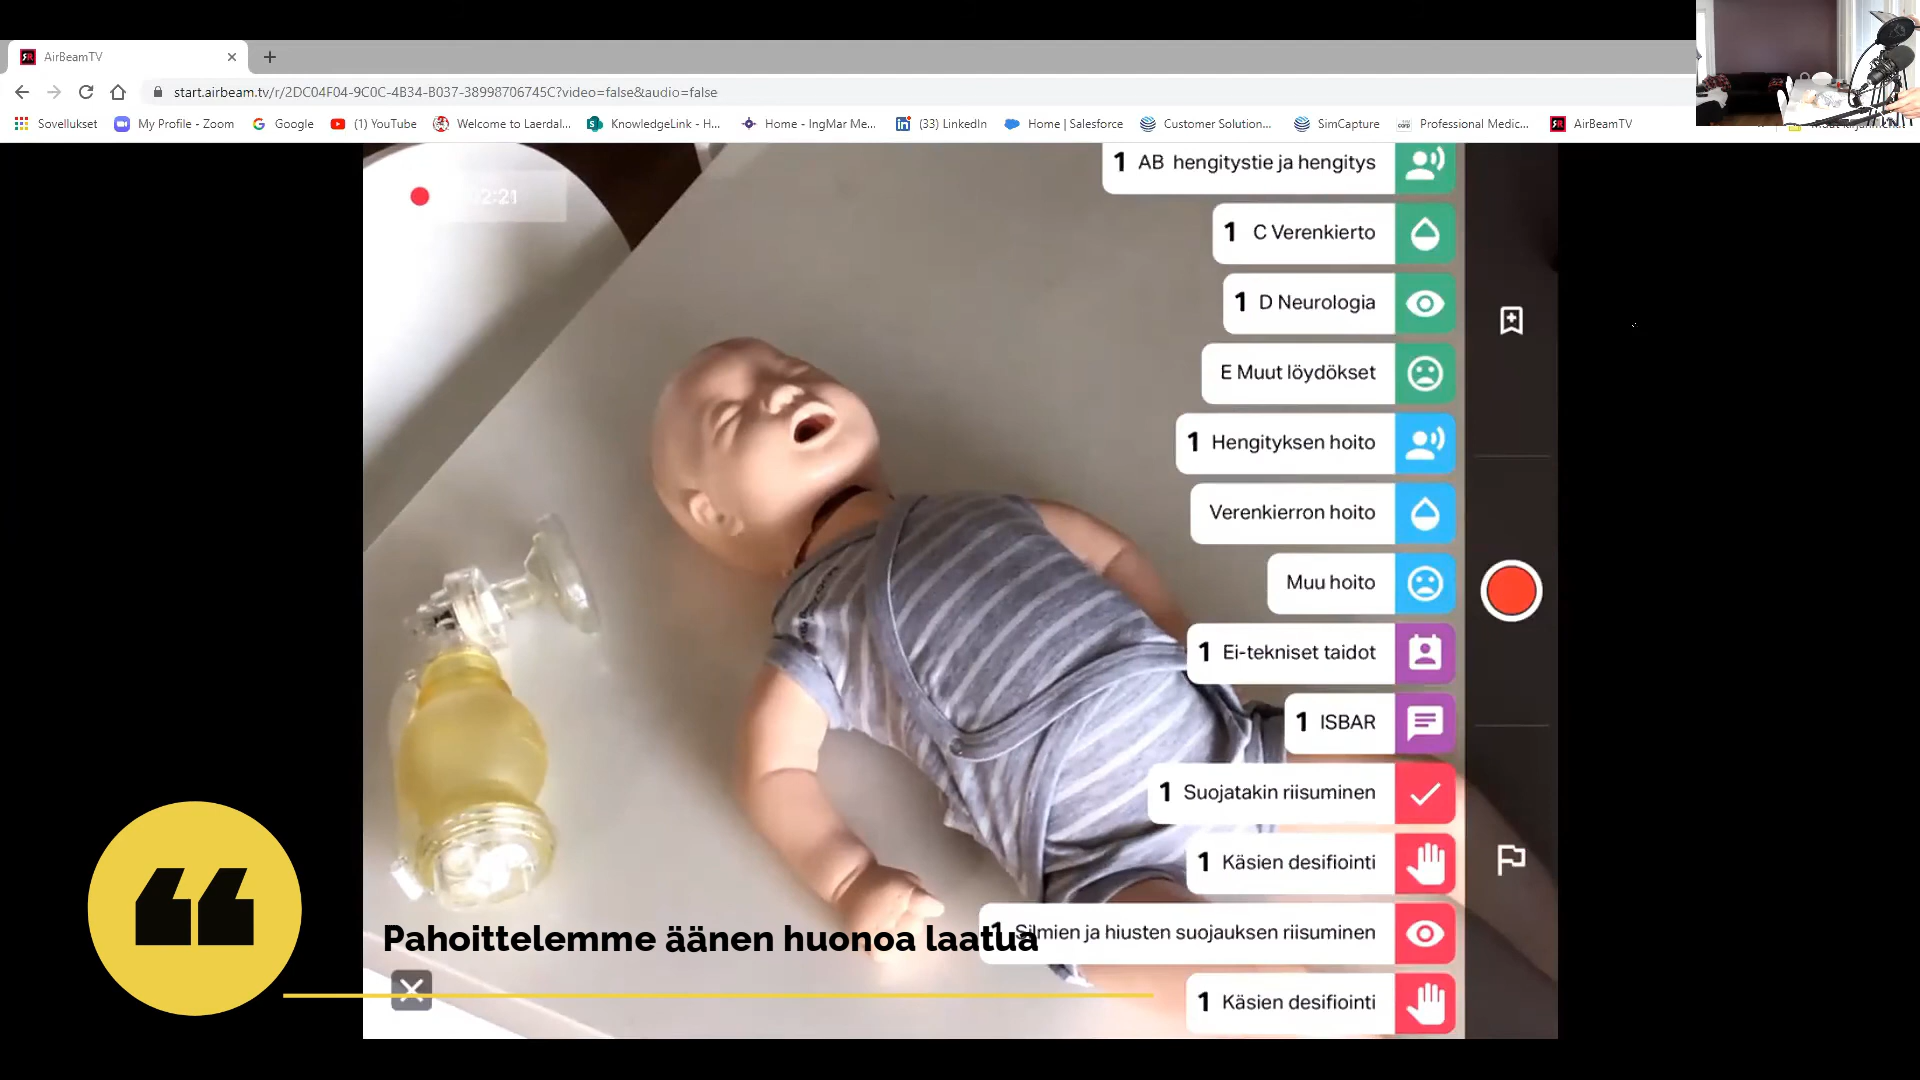 AirBeamTV
start.airbeam.tv/r/2DC04F04-9C0C-4B34-B037-38998706745C?video=false&audio=false
Sovellukset My Profile - Zoom Google (1) YouTube Welcome to Laerdal... KnowledgeLink - H... Home - IngMar Me... (33) LinkedIn Home | Salesforce Customer Solution... SimCapture Professional Medic... AirBeamTV
1 AB hengitystie ja hengitys
2:21
1 C Verenkierto
1 D Neurologia
E Muut löydökset
1 Hengityksen hoito
Verenkierron hoito
Muu hoito
1 Ei-tekniset taidot
1 ISBAR
1 Suojatakin riisuminen
1 Käsien desifiointi
1 Silmien ja hiusten suojauksen riisuminen
Pahoittelemme äänen huonoa laatua
1 Käsien desifiointi